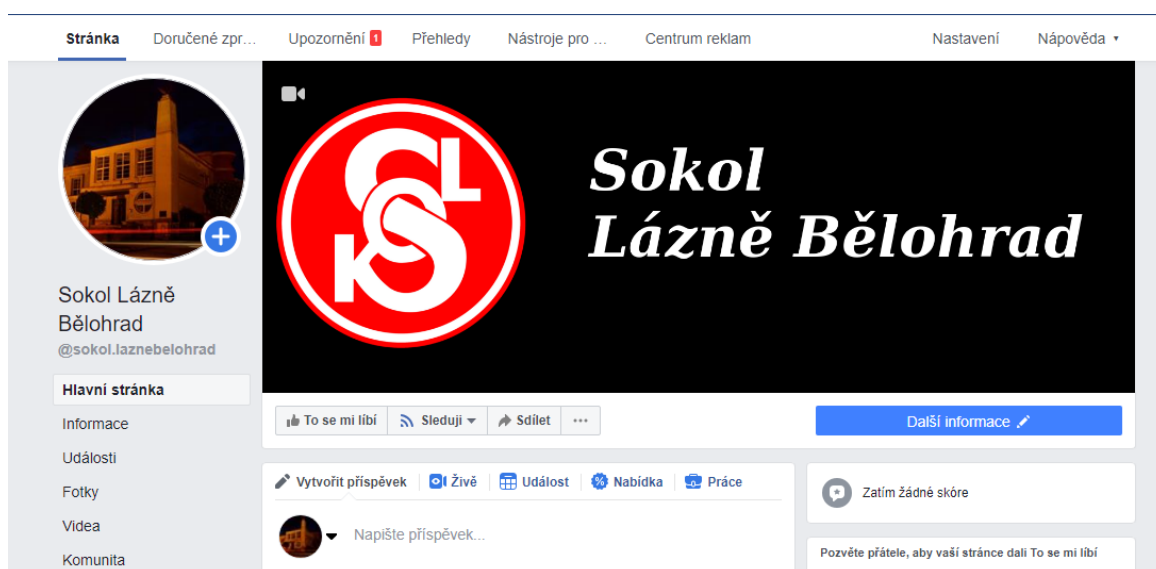 Stránka Doručené zpr... Upozornění 1 Přehledy Nástroje pro ... Centrum reklam Nastavení Nápověda
SOKOL
Sokol
Lázně Bělohrad
Sokol Lázně
Bělohrad
@sokol.laznebelohrad
Hlavní stránka
Informace
Události
Fotky
Videa
Komunita
To se mi líbí Sleduji Sdílet ... Další informace
Vytvořit příspěvek Živě Událost % Nabídka Práce
Napište příspěvek...
Zatím žádné skóre
Pozvěte přátele, aby vaší stránce dali To se mi líbí